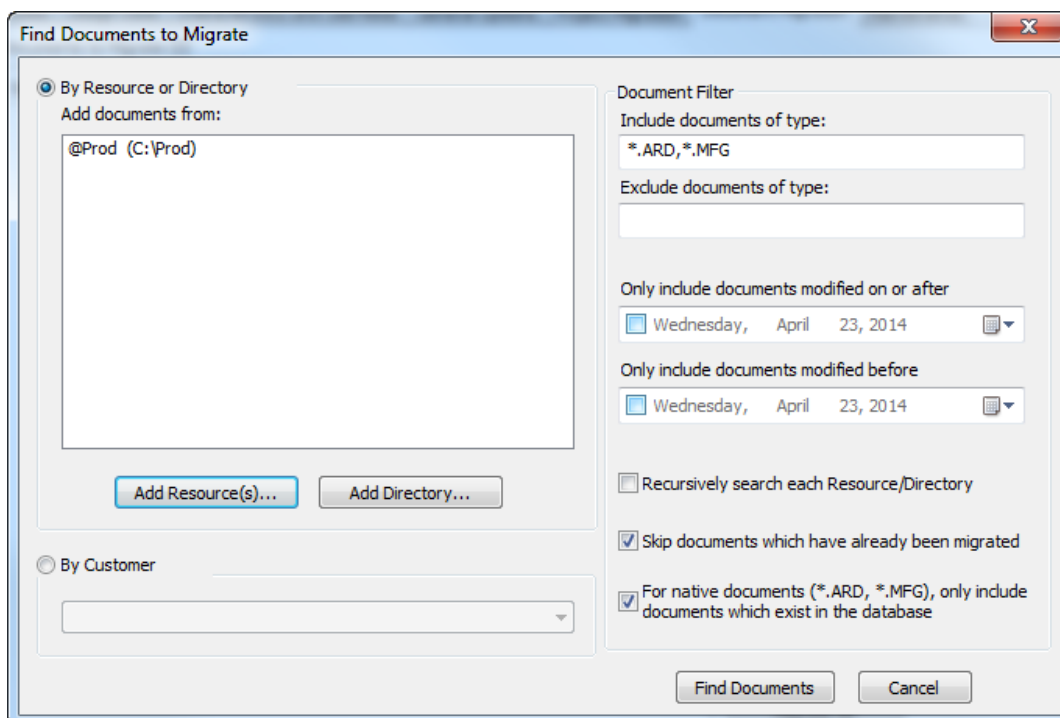 Find Documents to Migrate
By Resource or Directory
Add documents from:
@Prod (C:\Prod)
Add Resource(s)...
Add Directory...
By Customer
Document Filter
Include documents of type:
*.ARD,*.MFG
Exclude documents of type:
Only include documents modified on or after
Wednesday, April 23, 2014
Only include documents modified before
Wednesday, April 23, 2014
Recursively search each Resource/Directory
Skip documents which have already been migrated
For native documents (*.ARD, *.MFG), only include
documents which exist in the database
Find Documents
Cancel